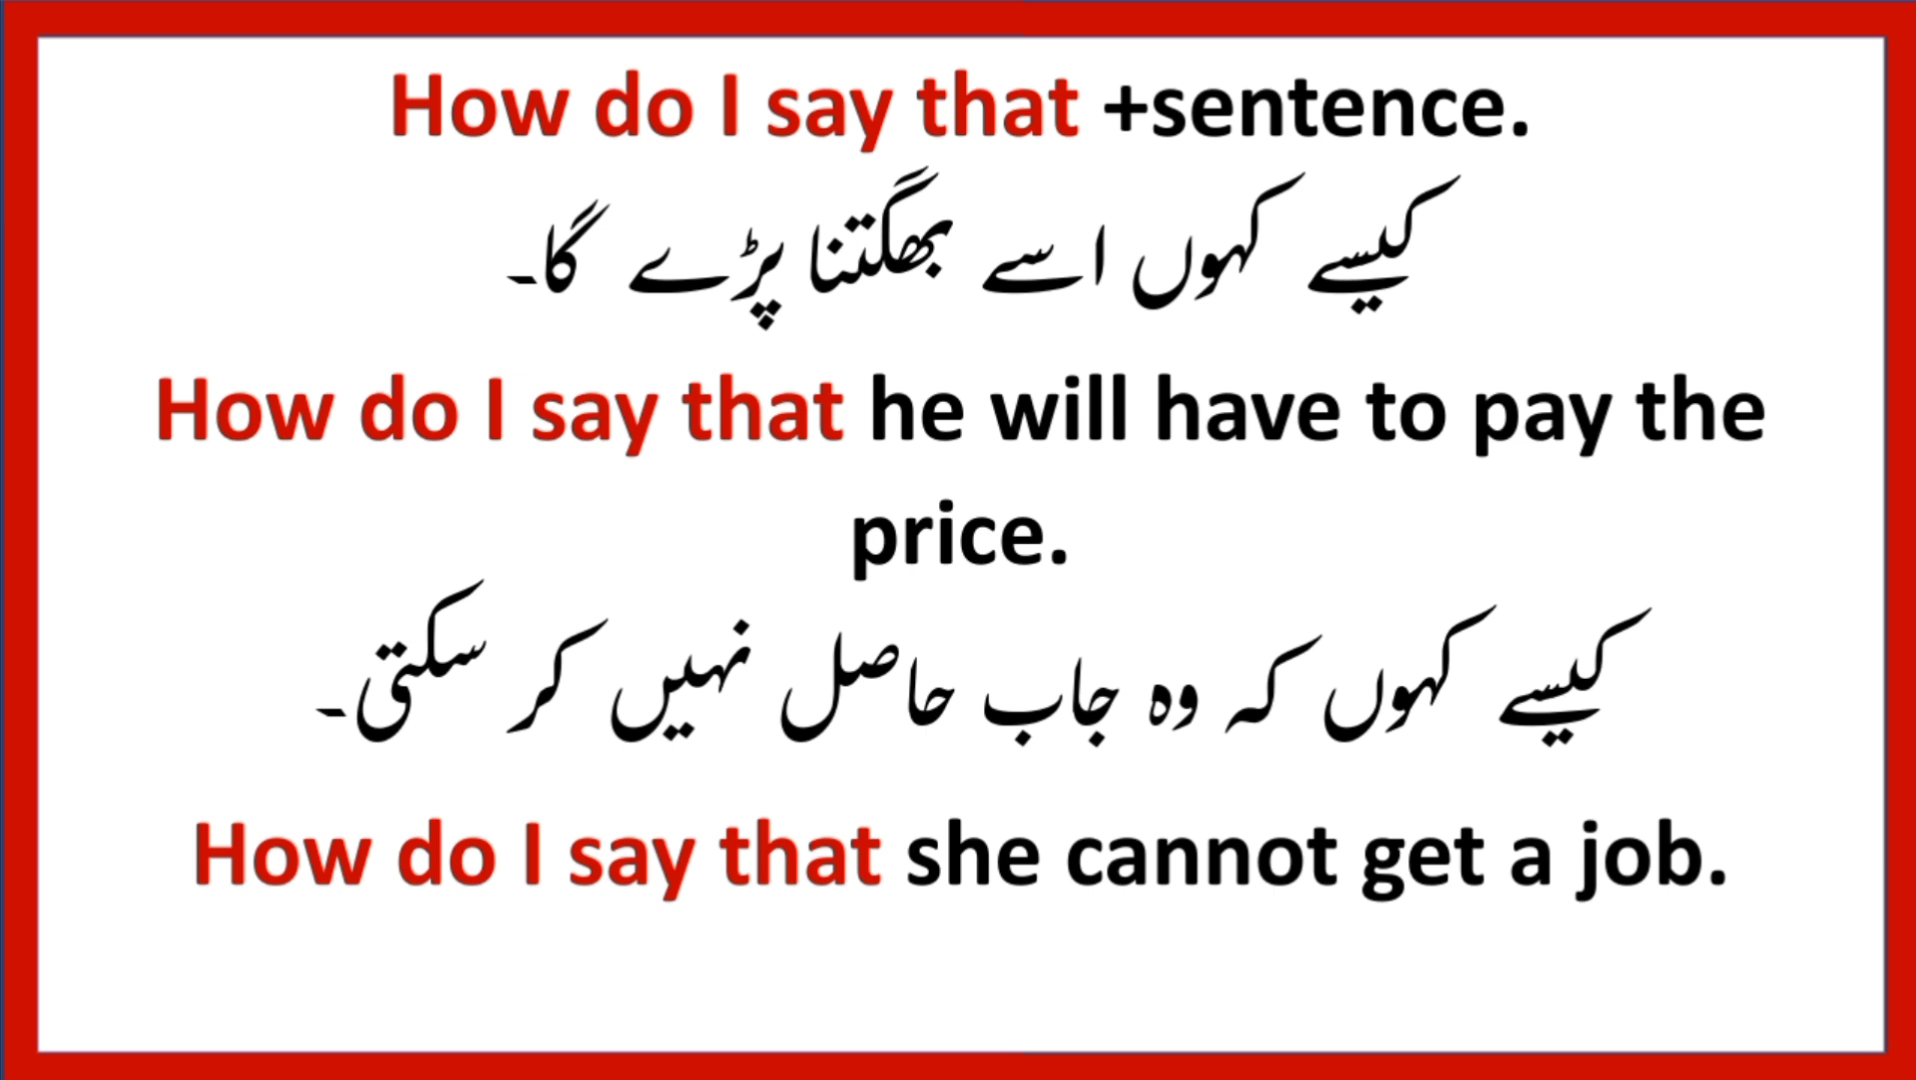 How do I say that +sentence.
کیسے کہوں اسے بھگتنا پڑے گا۔
How do I say that he will have to pay the
price.
کیسے کہوں کہ وہ جاب حاصل نہیں کر سکتی۔
How do I say that she cannot get a job.